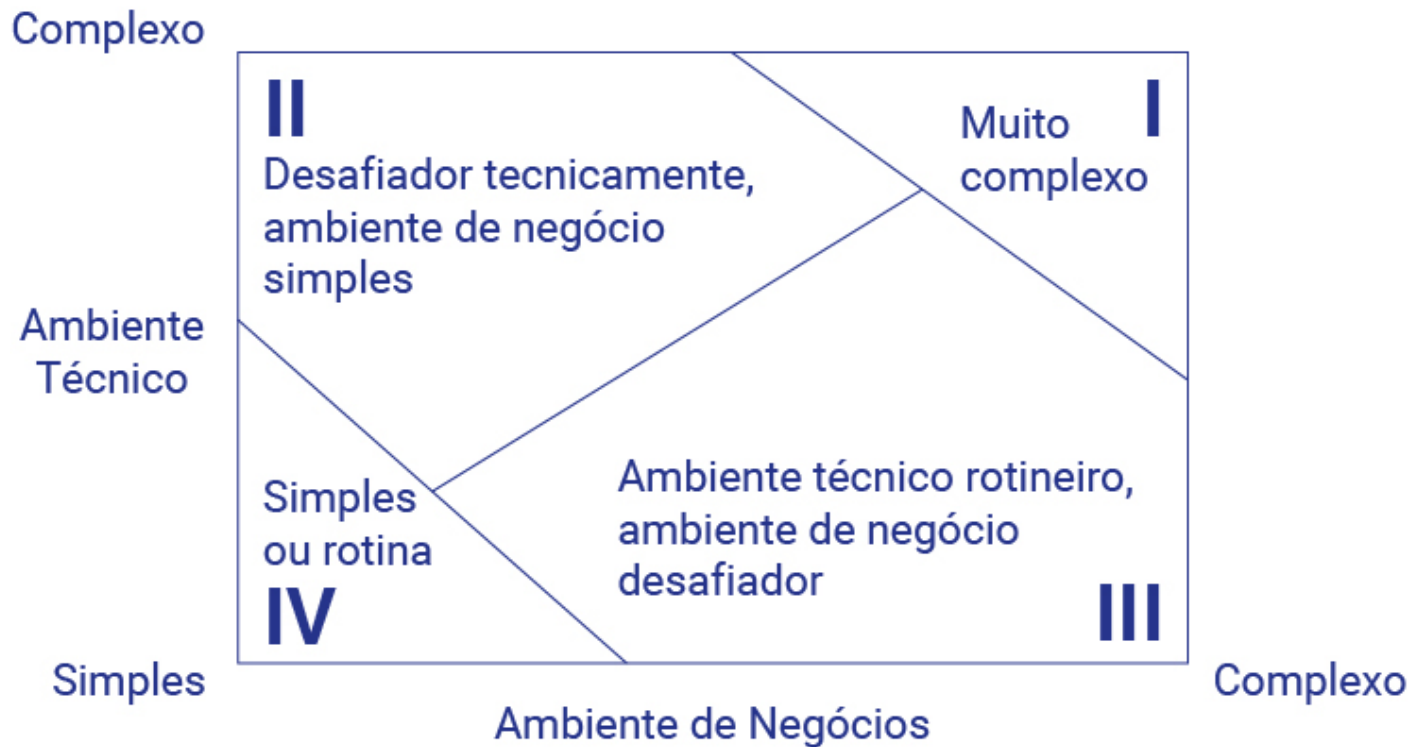 Complexo
II
Desafiador tecnicamente,
ambiente de negócio
simples
I
Muito
complexo
Ambiente
Técnico
Simples
ou rotina
IV
Ambiente técnico rotineiro,
ambiente de negócio
desafiador
III
Simples
Complexo
Ambiente de Negócios